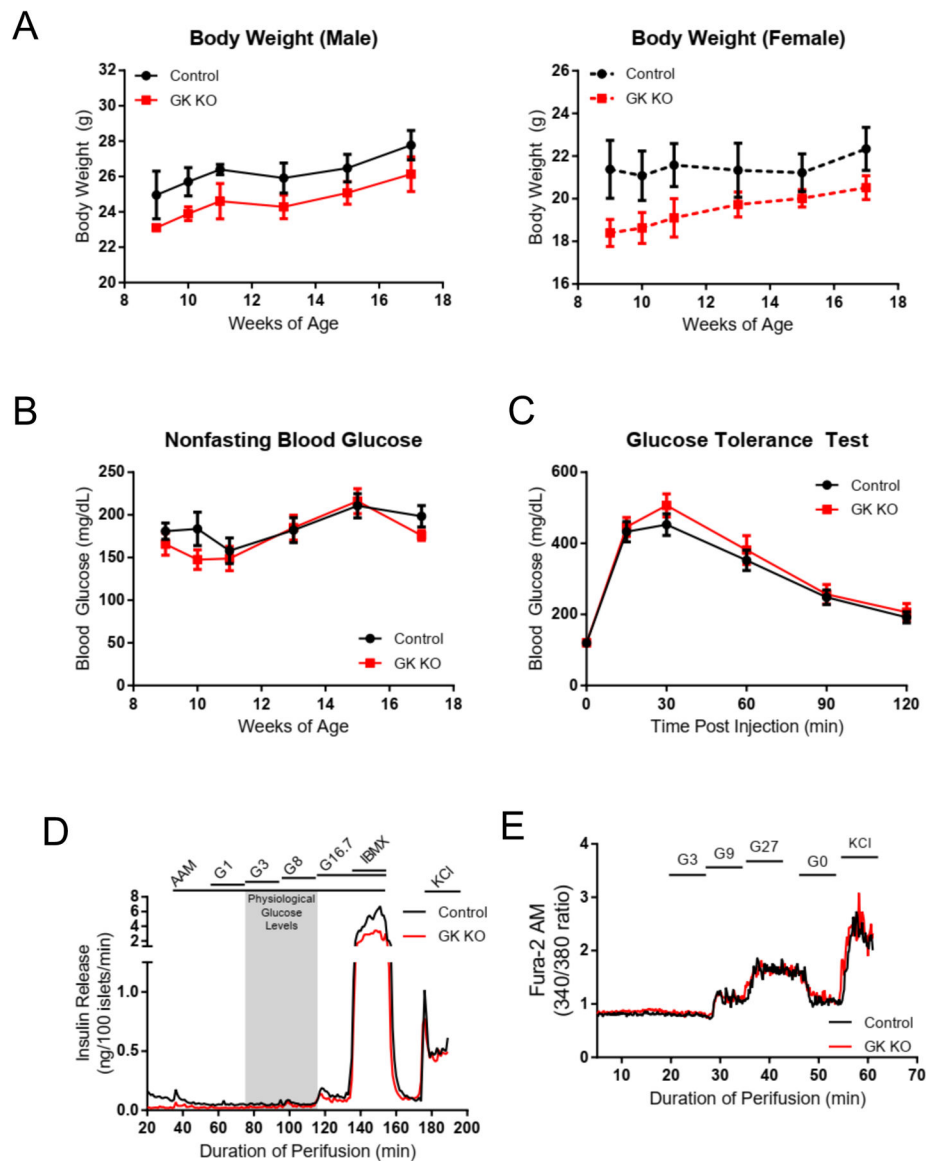 A
Body Weight (Male)
Control
GK KO
Body Weight (g)
32
30
28
26
24
22
20
8
10
12
14
16
18
Weeks of Age
Body Weight (Female)
Control
GK KO
Body Weight (g)
26
24
22
20
18
16
14
8
10
12
14
16
18
Weeks of Age
B
Nonfasting Blood Glucose
Blood Glucose (mg/dL)
250
200
150
100
50
0
Control
GK KO
8
10
12
14
16
18
Weeks of Age
C
Glucose Tolerance Test
Control
GK KO
Blood Glucose (mg/dL)
600
400
200
0
0
30
60
90
120
Time Post Injection (min)
D
AAM
G1
G3
G8
G16.7
IBMX
KCl
Physiological
Glucose
Levels
Control
GK KO
Insulin Release
(ng/100 islets/min)
8
6
4
2
1.0
0.5
0.0
20
40
60
80
100
120
140
160
180
200
Duration of Perifusion (min)
E
G3
G9
G27
G0
KCl
Fura-2 AM
(340/380 ratio)
4
3
2
1
0
Control
GK KO
10
20
30
40
50
60
70
Duration of Perifusion (min)